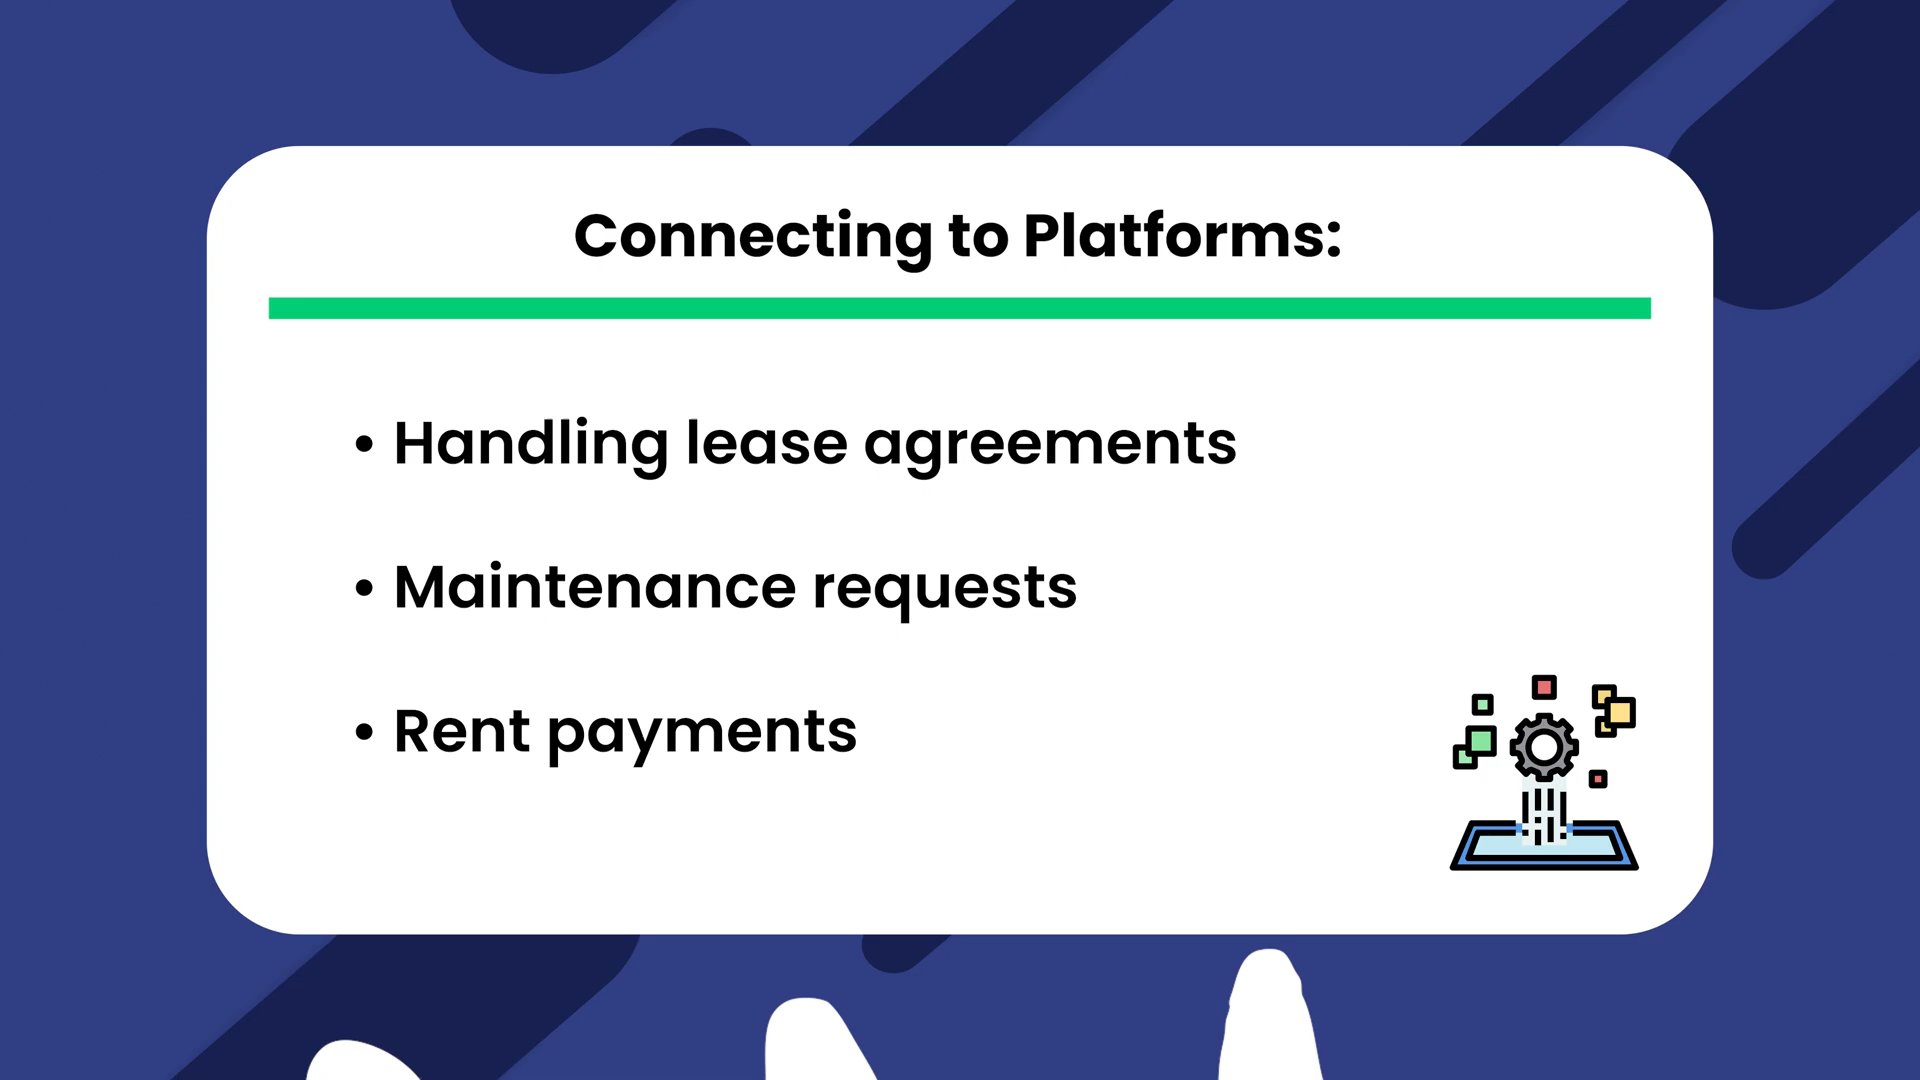 Connecting to Platforms:
• Handling lease agreements
• Maintenance requests
• Rent payments